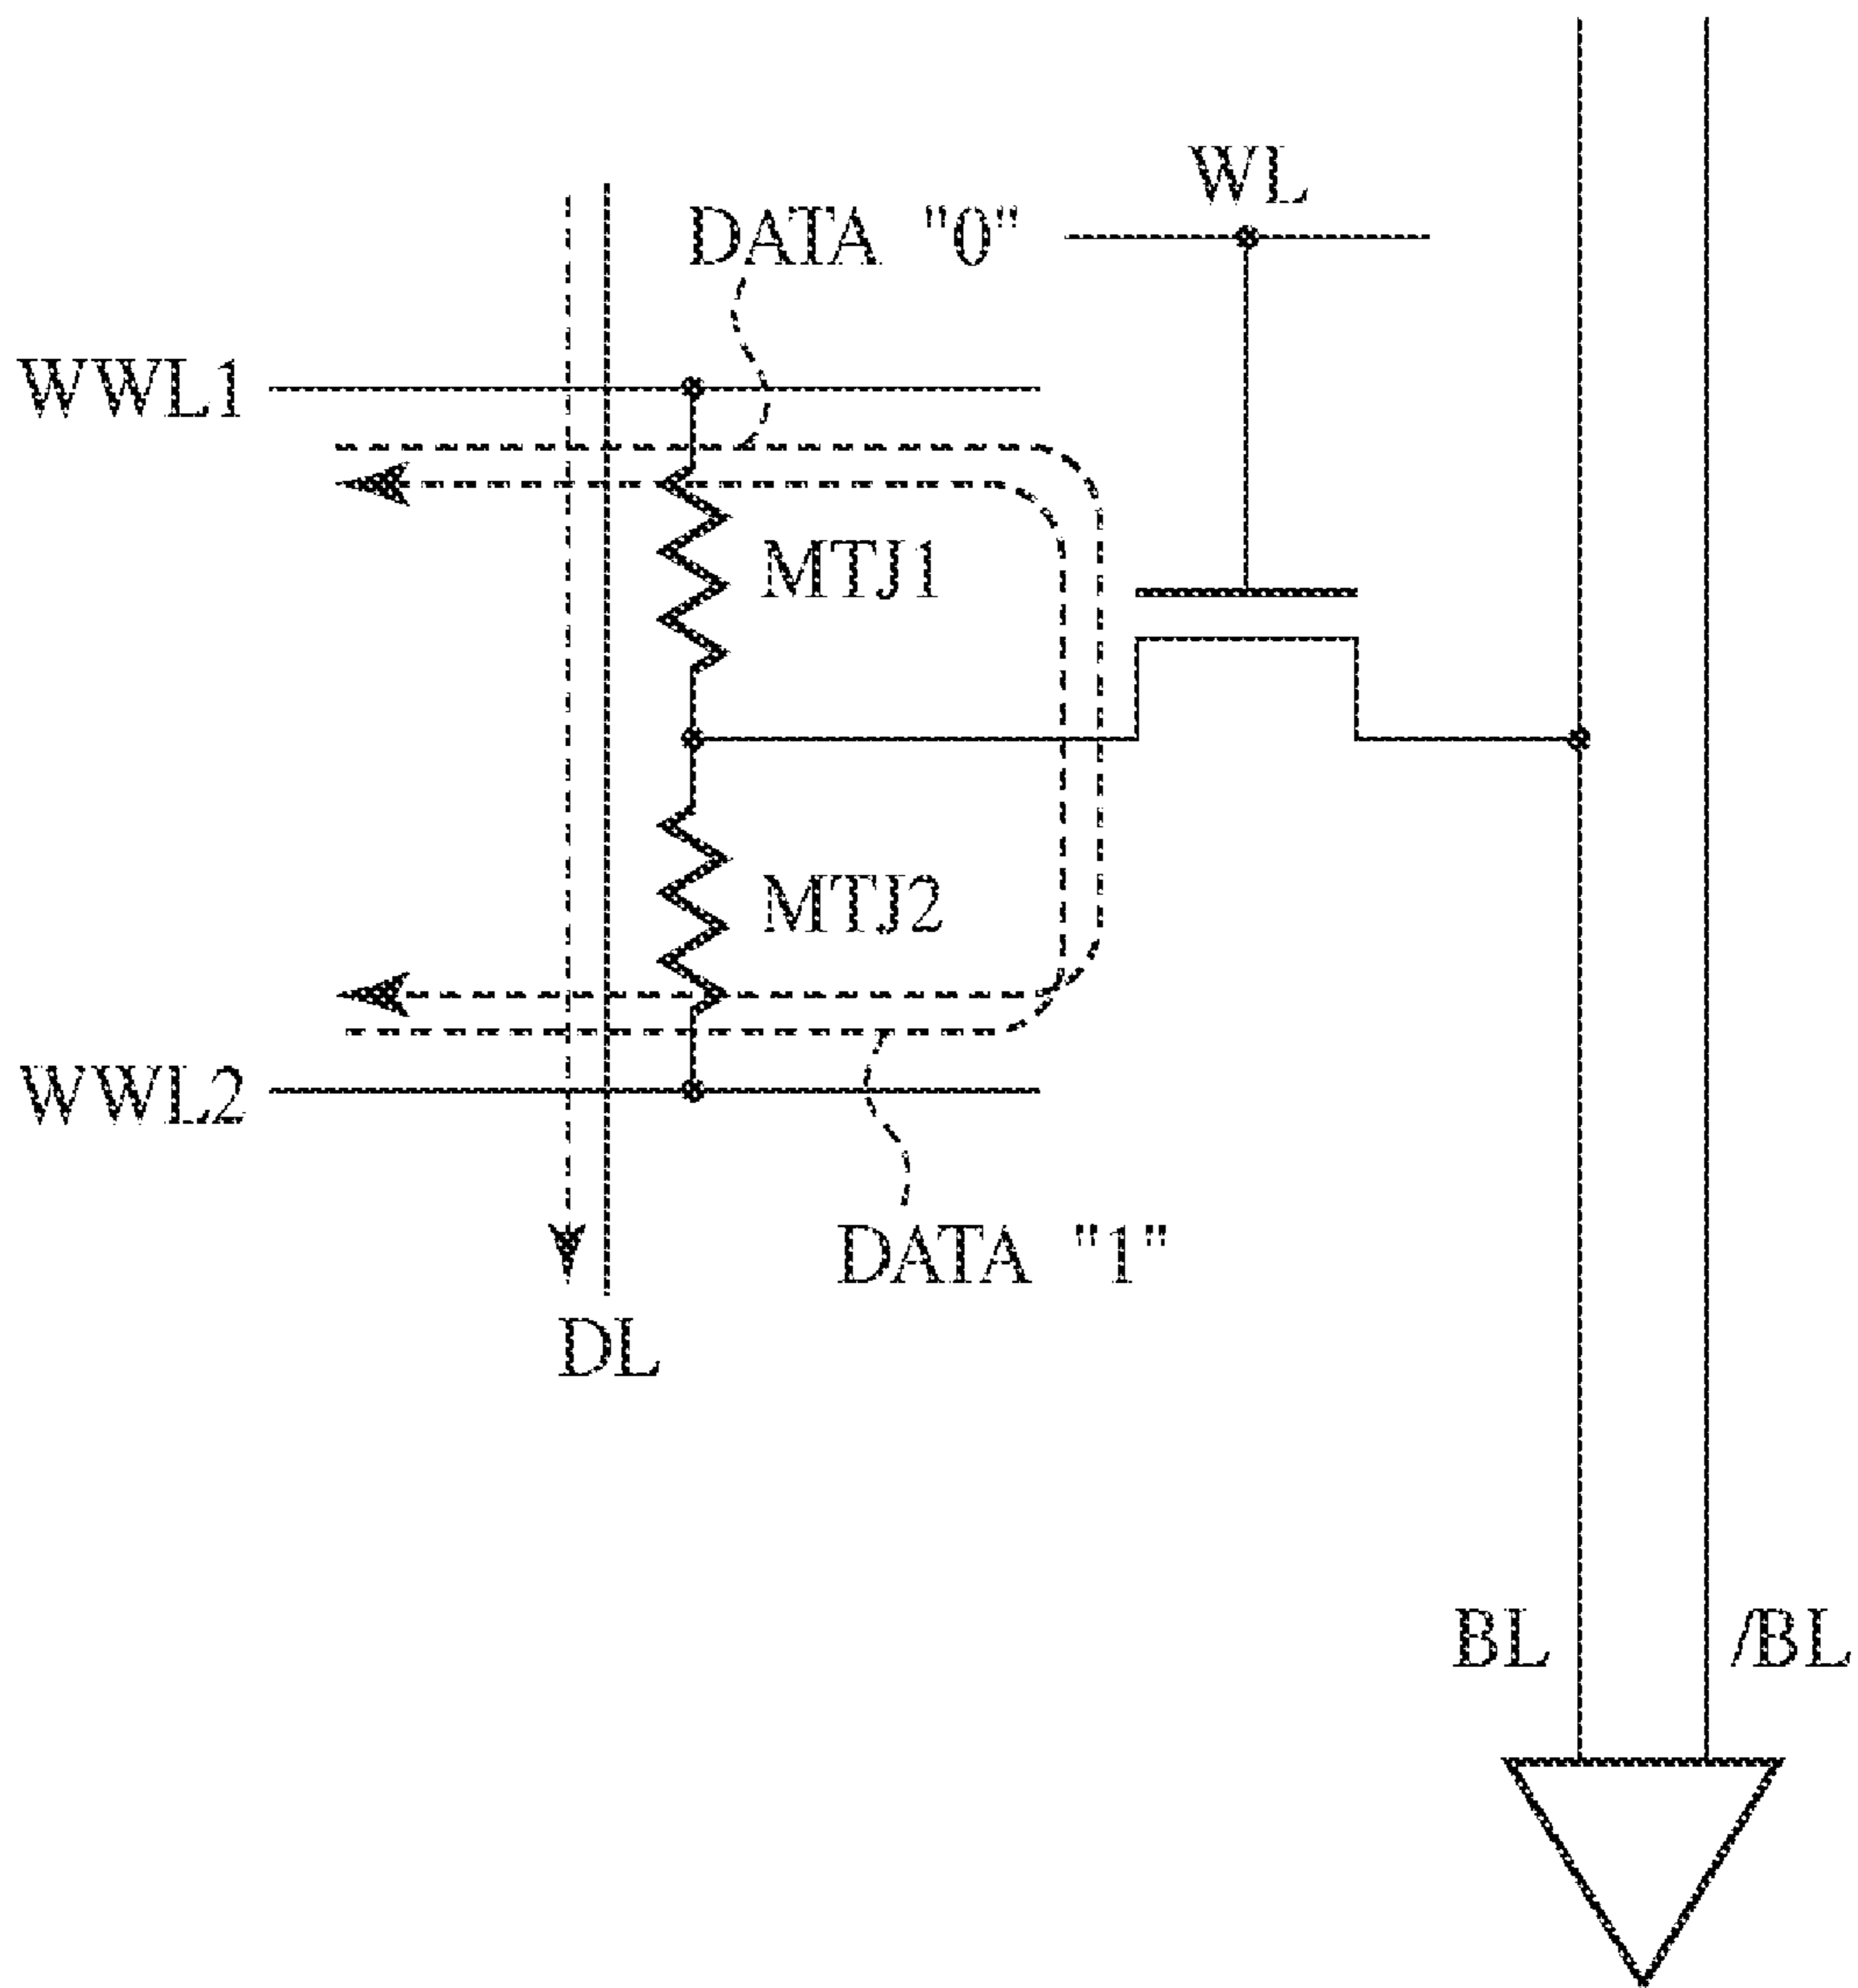 WL
DATA "0"
WWL1
MTJ1
MTJ2
WWL2
DATA "1"
DL
BL
/BL